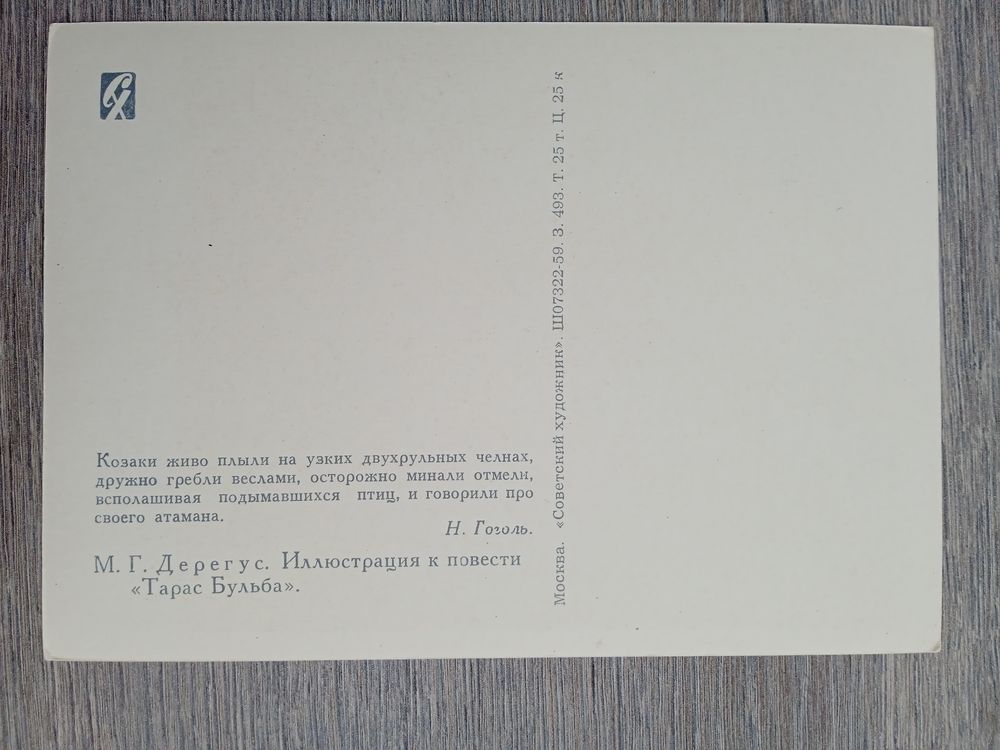 СХ
Козаки живо плыли на узких двухрульных челнах,
дружно гребли веслами, осторожно минали отмели,
всполашивая подымавшихся птиц, и говорили про
своего атамана.
Н. Гоголь.
М. Г. Дерегус. Иллюстрация к повести
«Тарас Бульба».
Москва. «Советский художник». Ш07322-59. З. 493. Т. 25 т. Ц. 25 к